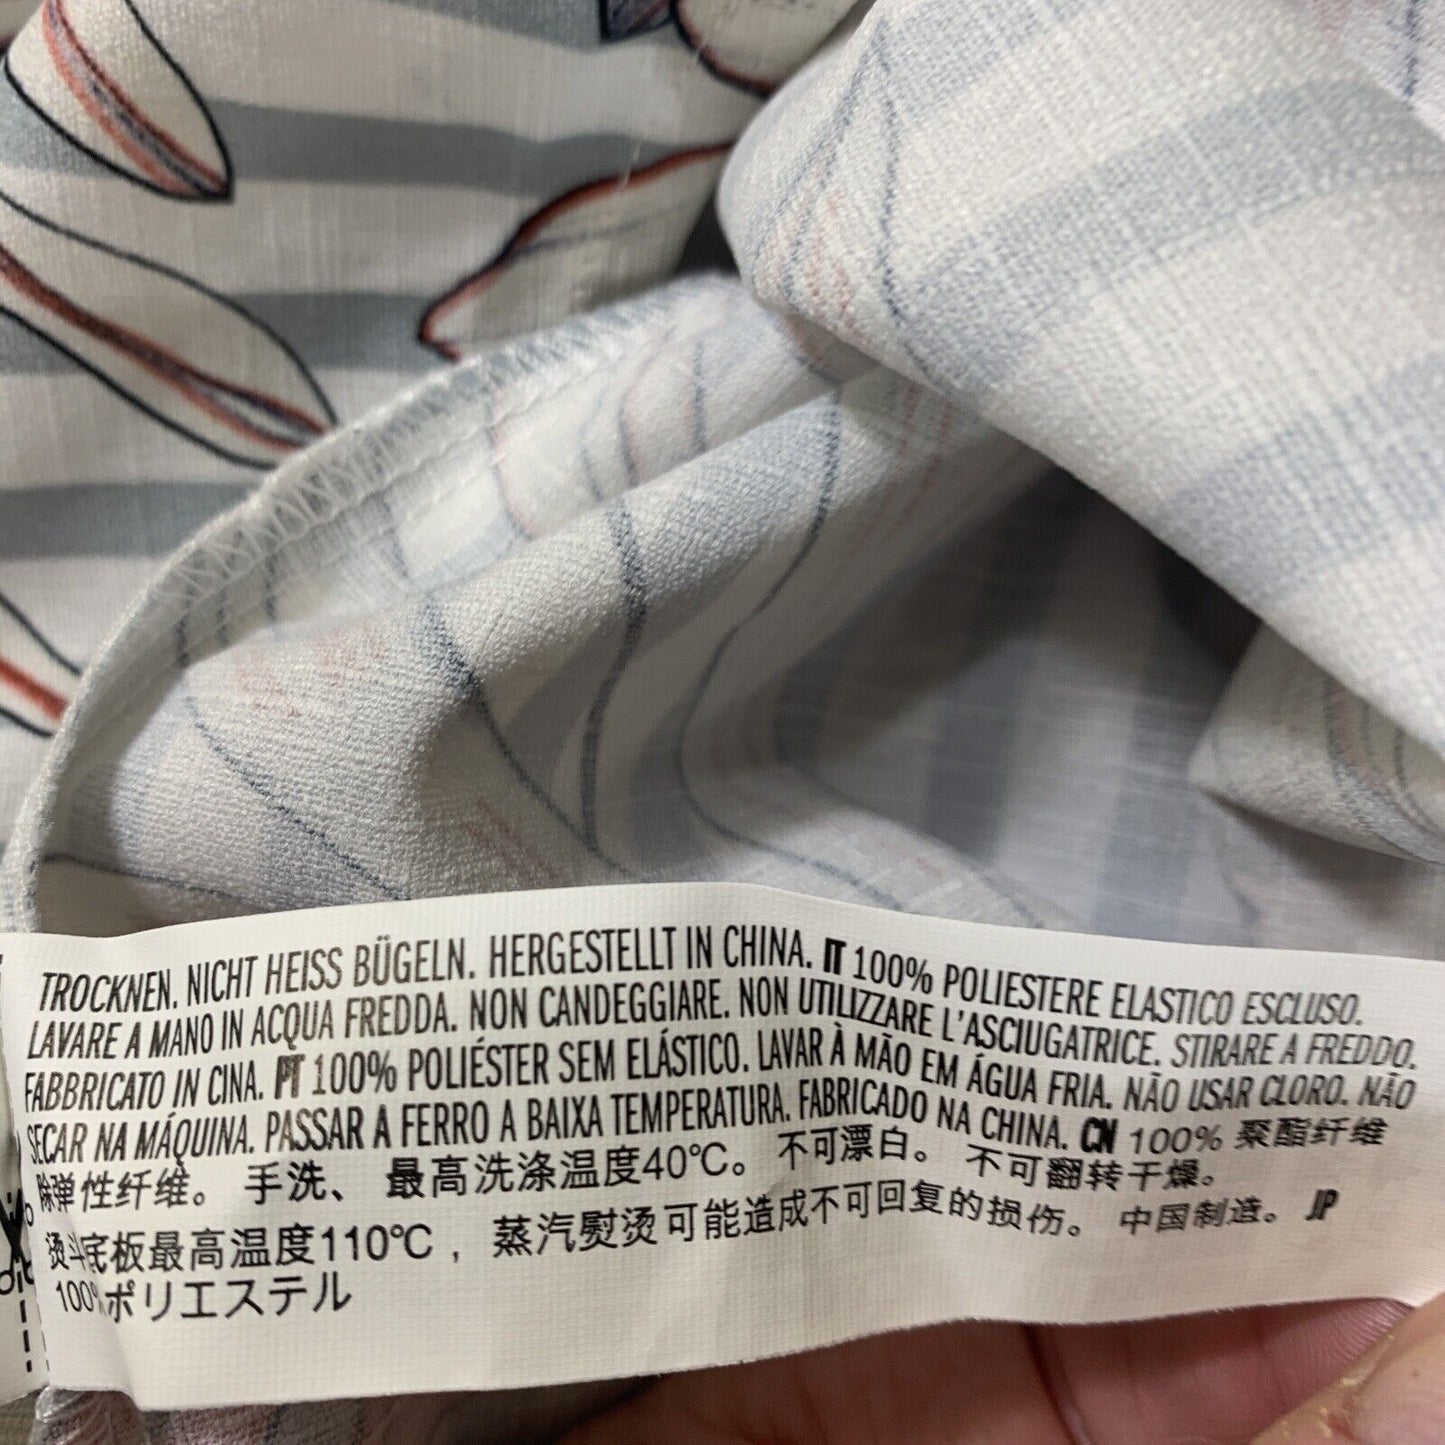 TROCKNEN. NICHT HEISS BÜGELN. HERGESTELLT IN CHINA. IT 100% POLIESTERE ELASTICO ESCLUSO.
LAVARE A MANO IN ACQUA FREDDA. NON CANDEGGIARE. NON UTILIZZARE L'ASCIUGATRICE. STIRARE A FREDDO.
FABBRICATO IN CINA. PT 100% POLIÉSTER SEM ELÁSTICO. LAVAR À MÃO EM ÁGUA FRIA. NÃO USAR CLORO. NÃO
SECAR NA MÁQUINA. PASSAR A FERRO A BAIXA TEMPERATURA. FABRICADO NA CHINA. CN 100% 聚酯纤维
除弹性纤维。 手洗、 最高洗涤温度40℃。 不可漂白。 不可翻转干燥。
烫斗底板最高温度110℃， 蒸汽熨烫可能造成不可回复的损伤。 中国制造。 JP
100%ポリエステル